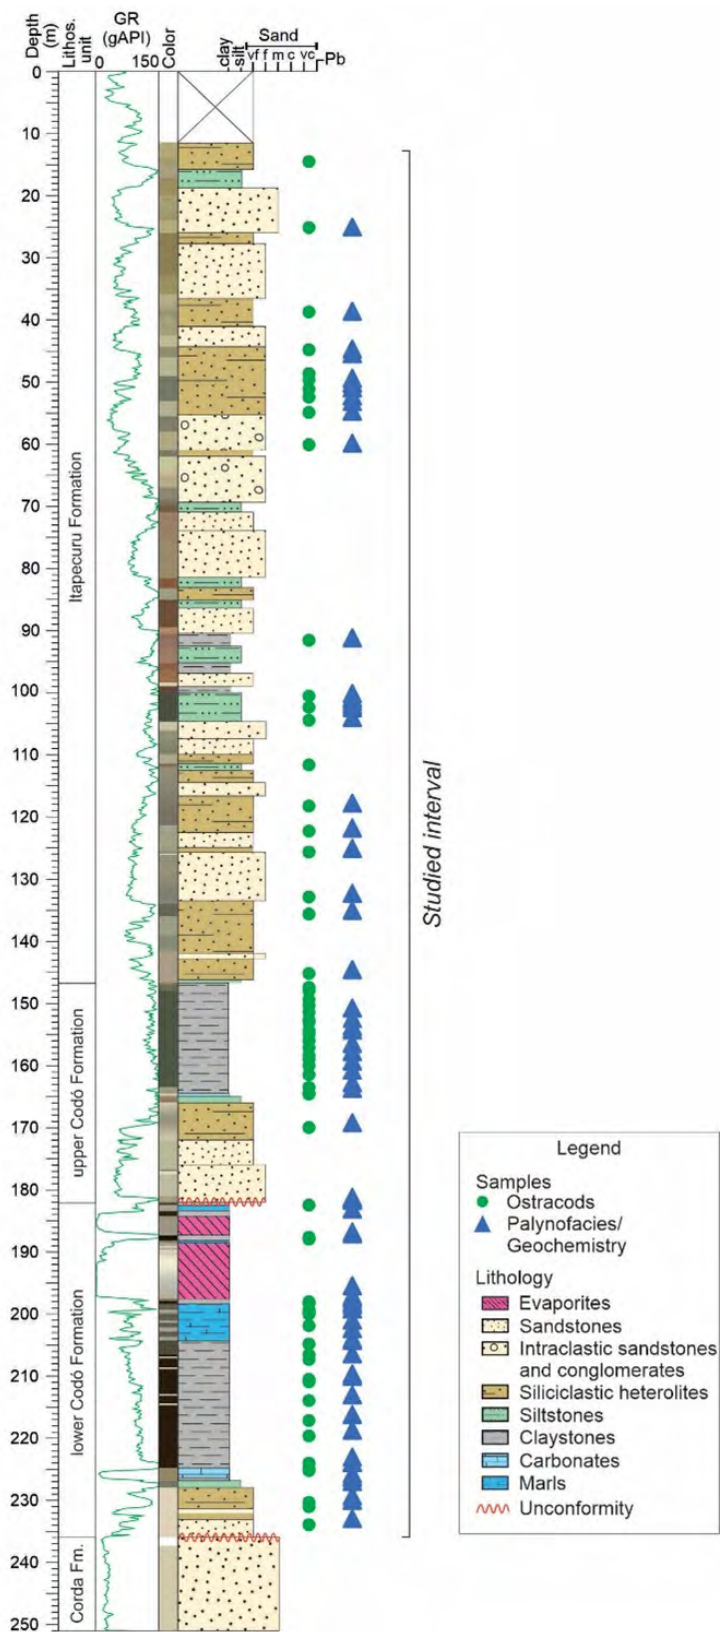 Depth (m)
Lithos. unit
GR (gAPI)
0 150
Color
clay
silt
Sand
vf f m c vc
Pb
0
10
20
30
40
50
60
70
80
90
100
110
120
130
140
150
160
170
180
190
200
210
220
230
240
250
Itapecuru Formation
upper Codó Formation
lower Codó Formation
Corda Fm.
Studied interval
Legend
Samples
Ostracods
Palynofacies/
Geochemistry
Lithology
Evaporites
Sandstones
Intraclastic sandstones
and conglomerates
Siliciclastic heterolites
Siltstones
Claystones
Carbonates
Marls
Unconformity